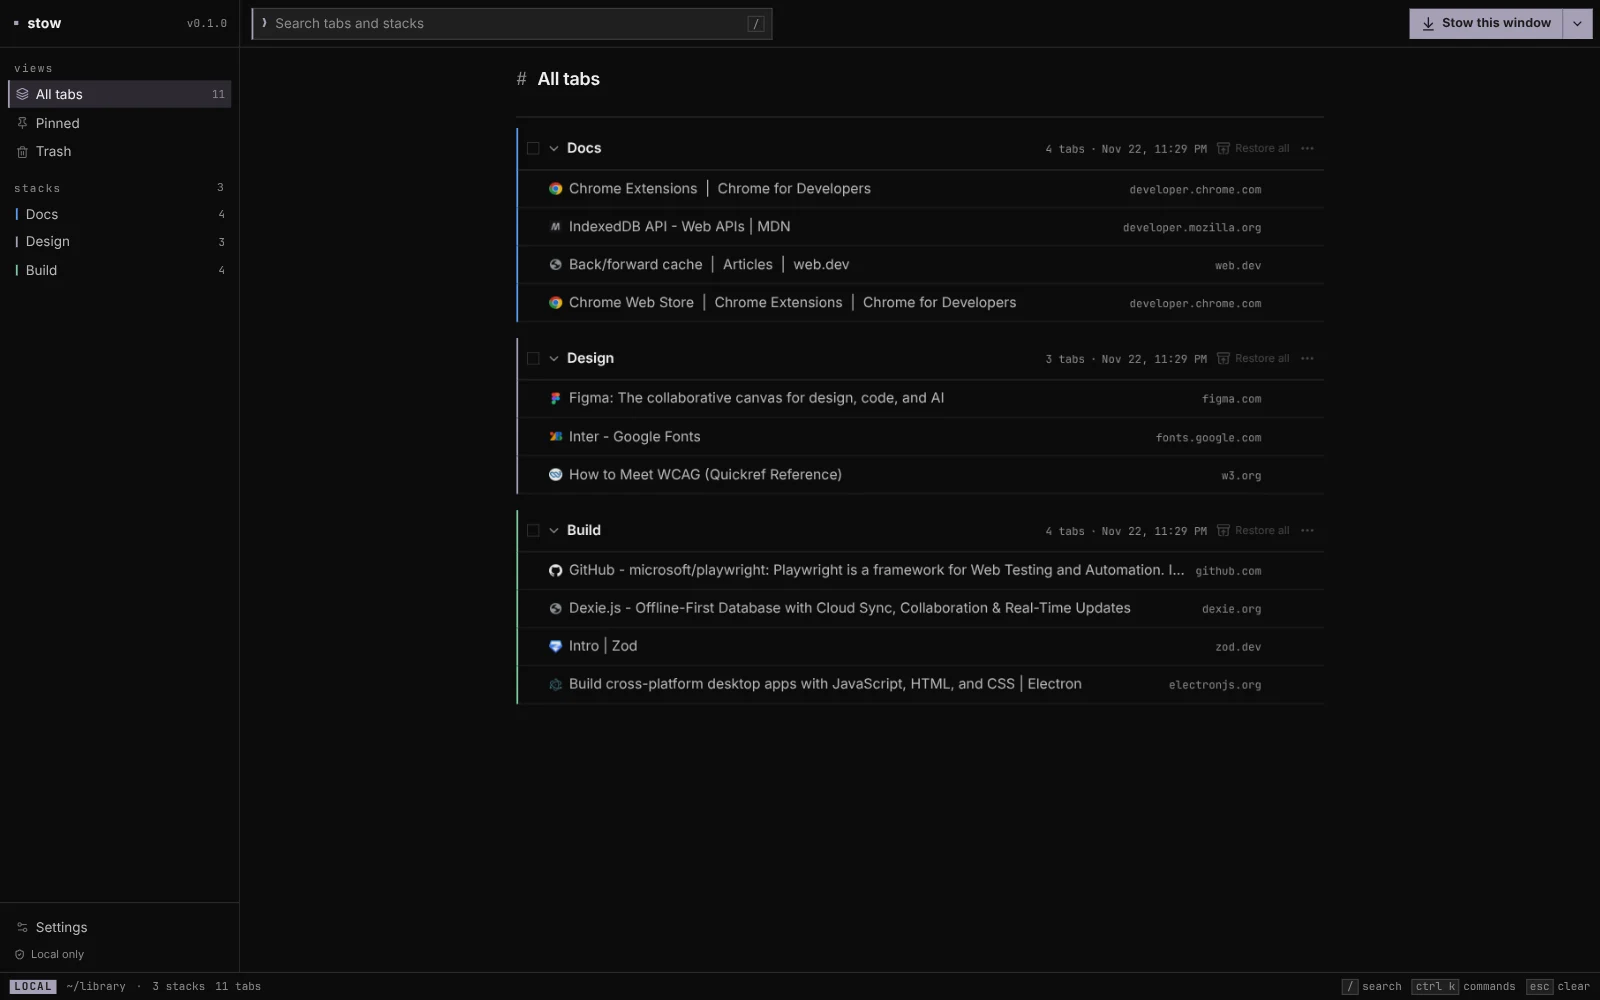 stow v0.1.0
Search tabs and stacks /
Stow this window
views
All tabs 11
Pinned
Trash
stacks 3
Docs 4
Design 3
Build 4
# All tabs
Docs 4 tabs · Nov 22, 11:29 PM Restore all ···
Chrome Extensions | Chrome for Developers developer.chrome.com
IndexedDB API - Web APIs | MDN developer.mozilla.org
Back/forward cache | Articles | web.dev web.dev
Chrome Web Store | Chrome Extensions | Chrome for Developers developer.chrome.com
Design 3 tabs · Nov 22, 11:29 PM Restore all ···
Figma: The collaborative canvas for design, code, and AI figma.com
Inter - Google Fonts fonts.google.com
How to Meet WCAG (Quickref Reference) w3.org
Build 4 tabs · Nov 22, 11:29 PM Restore all ···
GitHub - microsoft/playwright: Playwright is a framework for Web Testing and Automation. I... github.com
Dexie.js - Offline-First Database with Cloud Sync, Collaboration & Real-Time Updates dexie.org
Intro | Zod zod.dev
Build cross-platform desktop apps with JavaScript, HTML, and CSS | Electron electronjs.org
Settings
Local only
LOCAL ~/library · 3 stacks 11 tabs
/ search ctrl k commands esc clear